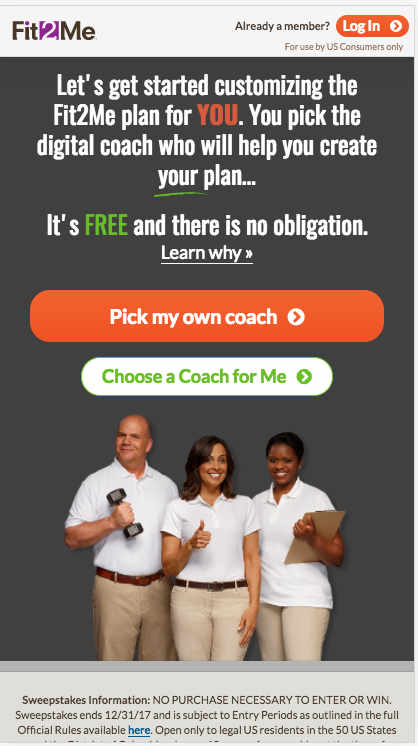 Fit2Me
Already a member? Log In
For use by US Consumers only
Let's get started customizing the
Fit2Me plan for YOU. You pick the
digital coach who will help you create
your plan...
It's FREE and there is no obligation.
Learn why »
Pick my own coach
Choose a Coach for Me
Sweepstakes Information: NO PURCHASE NECESSARY TO ENTER OR WIN.
Sweepstakes ends 12/31/17 and is subject to Entry Periods as outlined in the full
Official Rules available here. Open only to legal US residents in the 50 US States